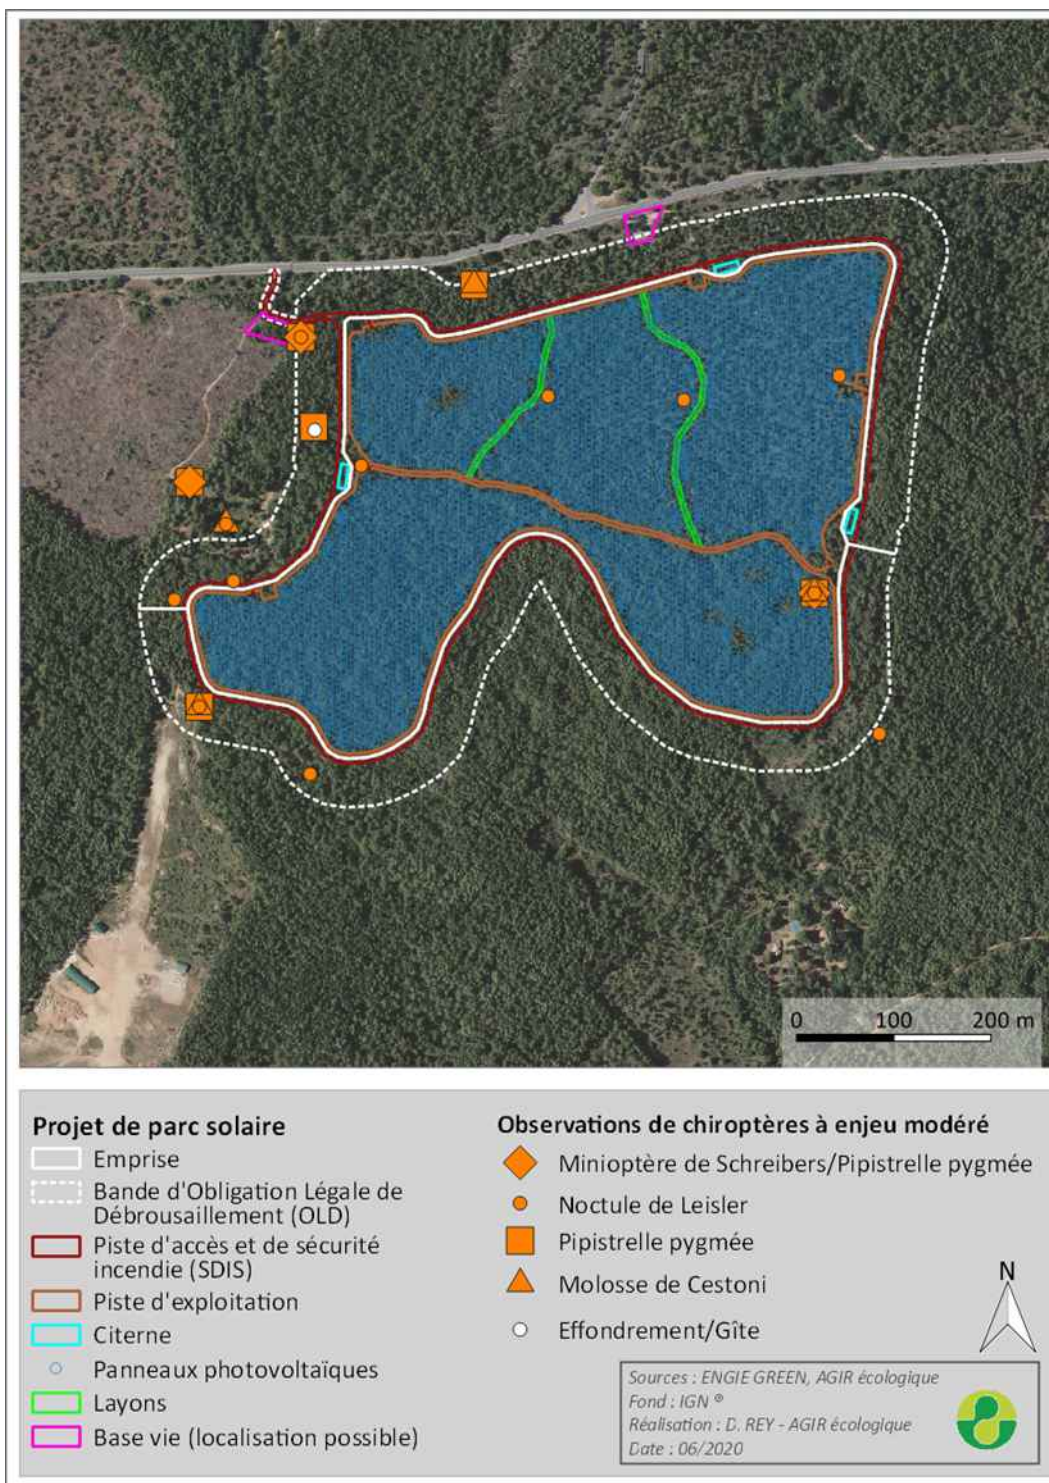 0 100 200 m
Projet de parc solaire
Emprise
Bande d'Obligation Légale de
Débrousaillement (OLD)
Piste d'accès et de sécurité
incendie (SDIS)
Piste d'exploitation
Citerne
Panneaux photovoltaïques
Layons
Base vie (localisation possible)
Observations de chiroptères à enjeu modéré
Minioptère de Schreibers/Pipistrelle pygmée
Noctule de Leisler
Pipistrelle pygmée
Molosse de Cestoni
Effondrement/Gîte
N
Sources : ENGIE GREEN, AGIR écologique
Fond : IGN ®
Réalisation : D. REY - AGIR écologique
Date : 06/2020